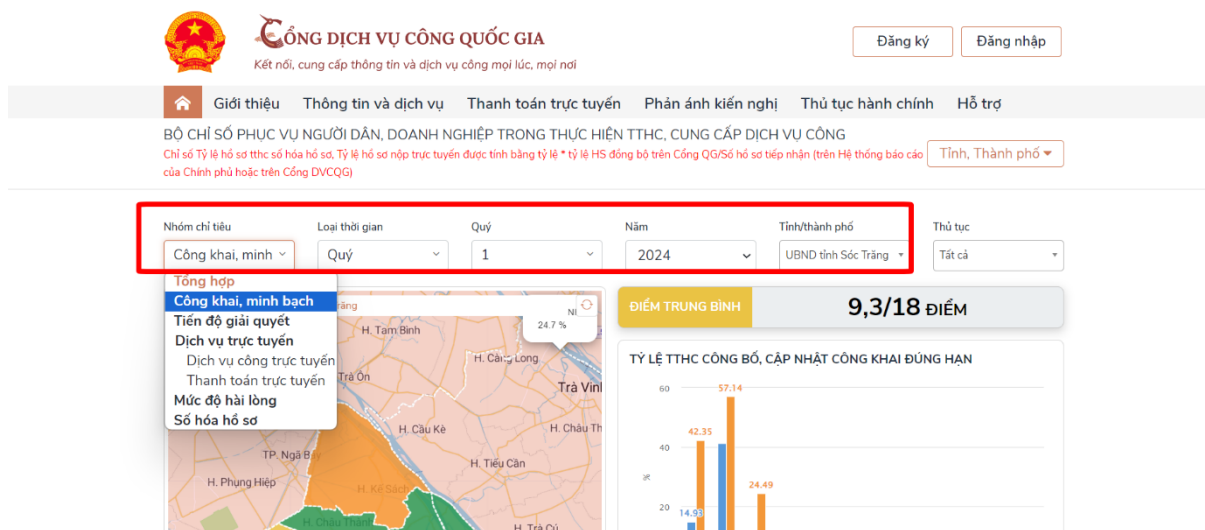 CỔNG DỊCH VỤ CÔNG QUỐC GIA
Kết nối, cung cấp thông tin và dịch vụ công mọi lúc, mọi nơi
Đăng ký
Đăng nhập
Giới thiệu
Thông tin và dịch vụ
Thanh toán trực tuyến
Phản ánh kiến nghị
Thủ tục hành chính
Hỗ trợ
BỘ CHỈ SỐ PHỤC VỤ NGƯỜI DÂN, DOANH NGHIỆP TRONG THỰC HIỆN TTHC, CUNG CẤP DỊCH VỤ CÔNG
Chỉ số Tỷ lệ hồ sơ tthc số hóa hồ sơ, Tỷ lệ hồ sơ nộp trực tuyến được tính bằng tỷ lệ * tỷ lệ HS đồng bộ trên Cổng QG/Số hồ sơ tiếp nhận (trên Hệ thống báo cáo
của Chính phủ hoặc trên Cổng DVCQG)
Tỉnh, Thành phố
Nhóm chỉ tiêu
Loại thời gian
Quý
Năm
Tỉnh/thành phố
Thủ tục
Công khai, minh
Quý
1
2024
UBND tỉnh Sóc Trăng
Tất cả
Tổng hợp
Công khai, minh bạch
Tiến độ giải quyết
Dịch vụ trực tuyến
Dịch vụ công trực tuyến
Thanh toán trực tuyến
Mức độ hài lòng
Số hóa hồ sơ
24.7 %
H. Tam Bình
H. Càng Long
Trà Ôn
Trà Vinh
H. Cầu Kè
H. Châu Th
TP. Ngã Bảy
H. Tiểu Cần
H. Phụng Hiệp
H. Kế Sách
H. Châu Thành
H. Trà Cú
ĐIỂM TRUNG BÌNH
9,3/18 ĐIỂM
TỶ LỆ TTHC CÔNG BỐ, CẬP NHẬT CÔNG KHAI ĐÚNG HẠN
60
57.14
42.35
40
%
24.49
20
14.93